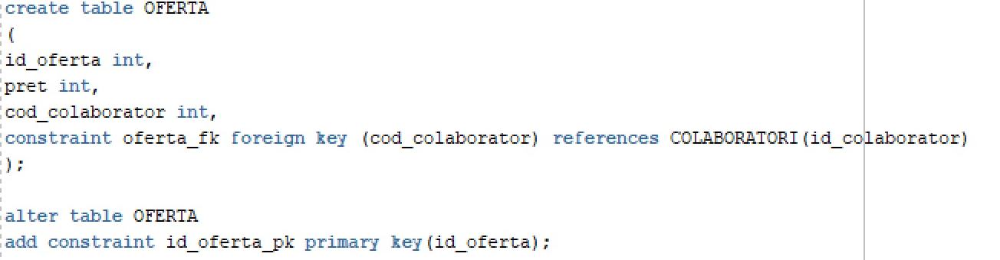 create table OFERTA
(
id_oferta int,
pret int,
cod_colaborator int,
constraint oferta_fk foreign key (cod_colaborator) references COLABORATORI(id_colaborator)
);
alter table OFERTA
add constraint id_oferta_pk primary key(id_oferta);